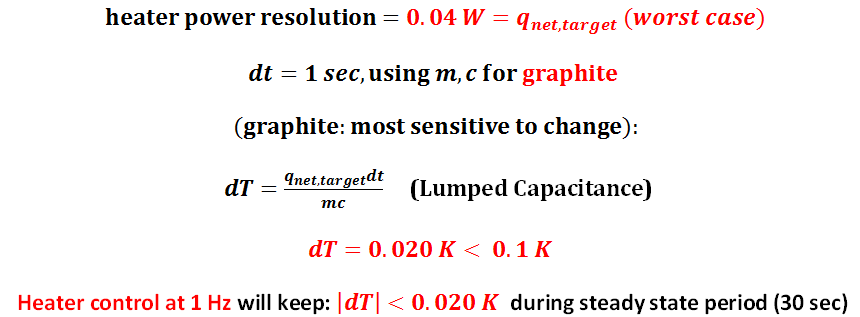 heater power resolution = 0.04 W = q_net,target (worst case)
dt = 1 sec, using m, c for graphite
(graphite: most sensitive to change):
dT = q_net,target dt / mc (Lumped Capacitance)
dT = 0.020 K < 0.1 K
Heater control at 1 Hz will keep: |dT| < 0.020 K during steady state period (30 sec)